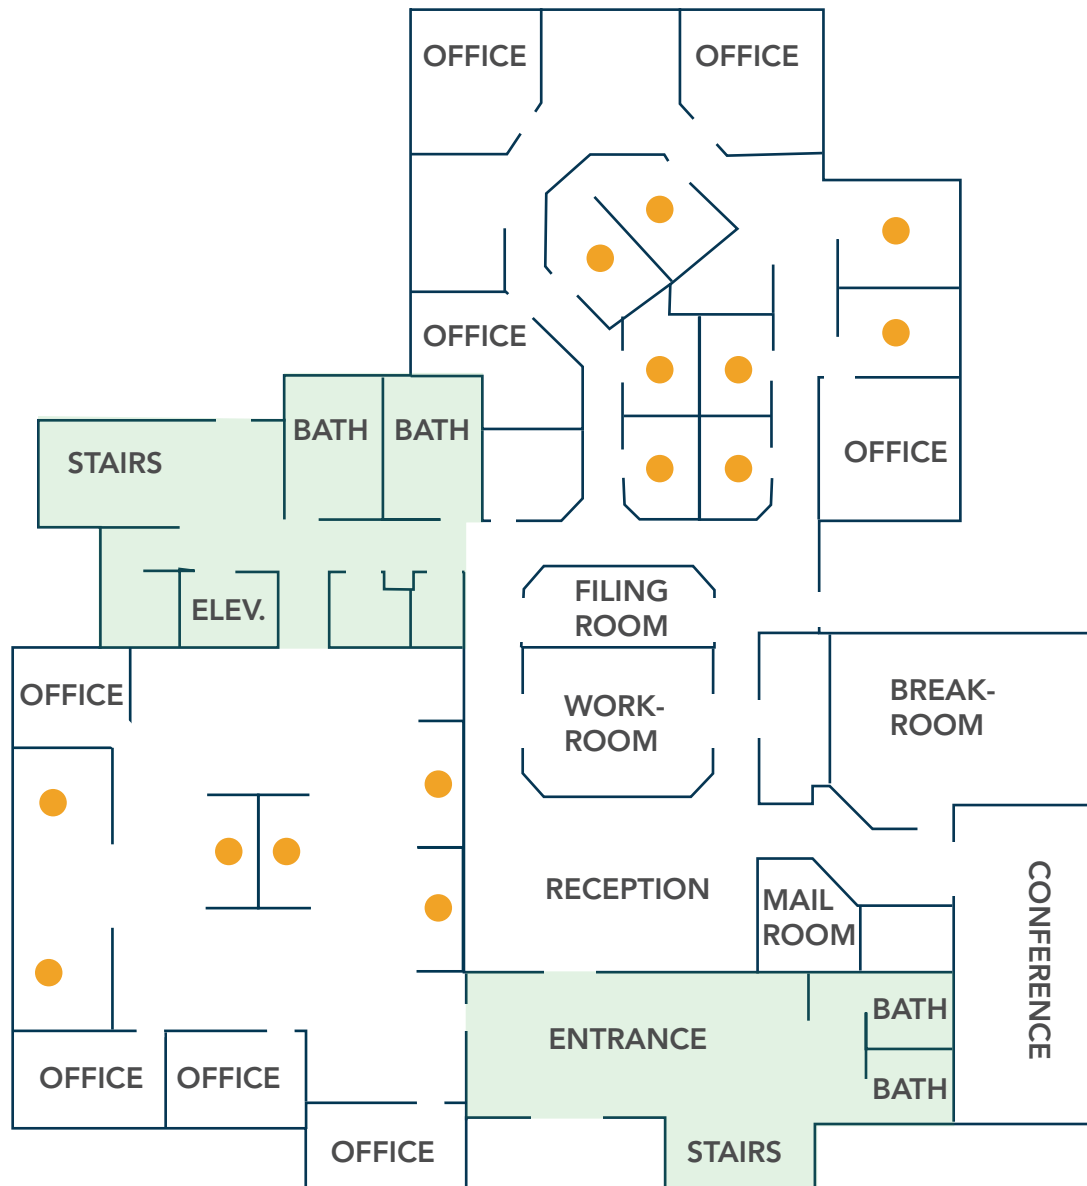 OFFICE
OFFICE
OFFICE
BATH
BATH
STAIRS
OFFICE
ELEV.
FILING
ROOM
OFFICE
WORK-
ROOM
BREAK-
ROOM
RECEPTION
MAIL
ROOM
CONFERENCE
ENTRANCE
BATH
OFFICE
OFFICE
BATH
OFFICE
STAIRS